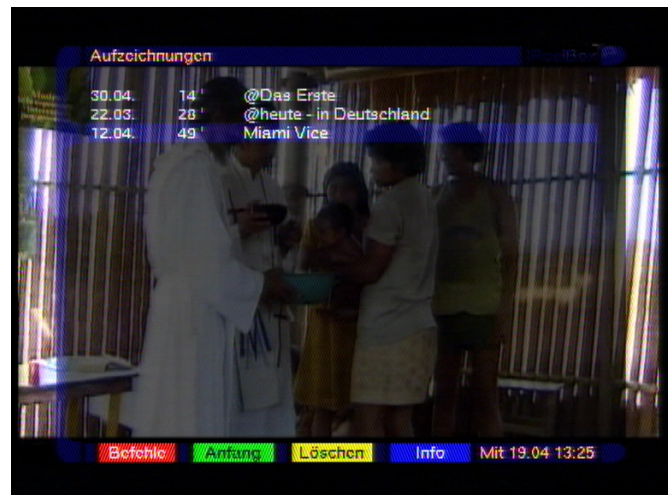 Aufzeichnungen
30.04. 14' @Das Erste
22.03. 28' @heute - in Deutschland
12.04. 49' Miami Vice
Befehle Anfang Löschen Info Mit 19.04 13:25